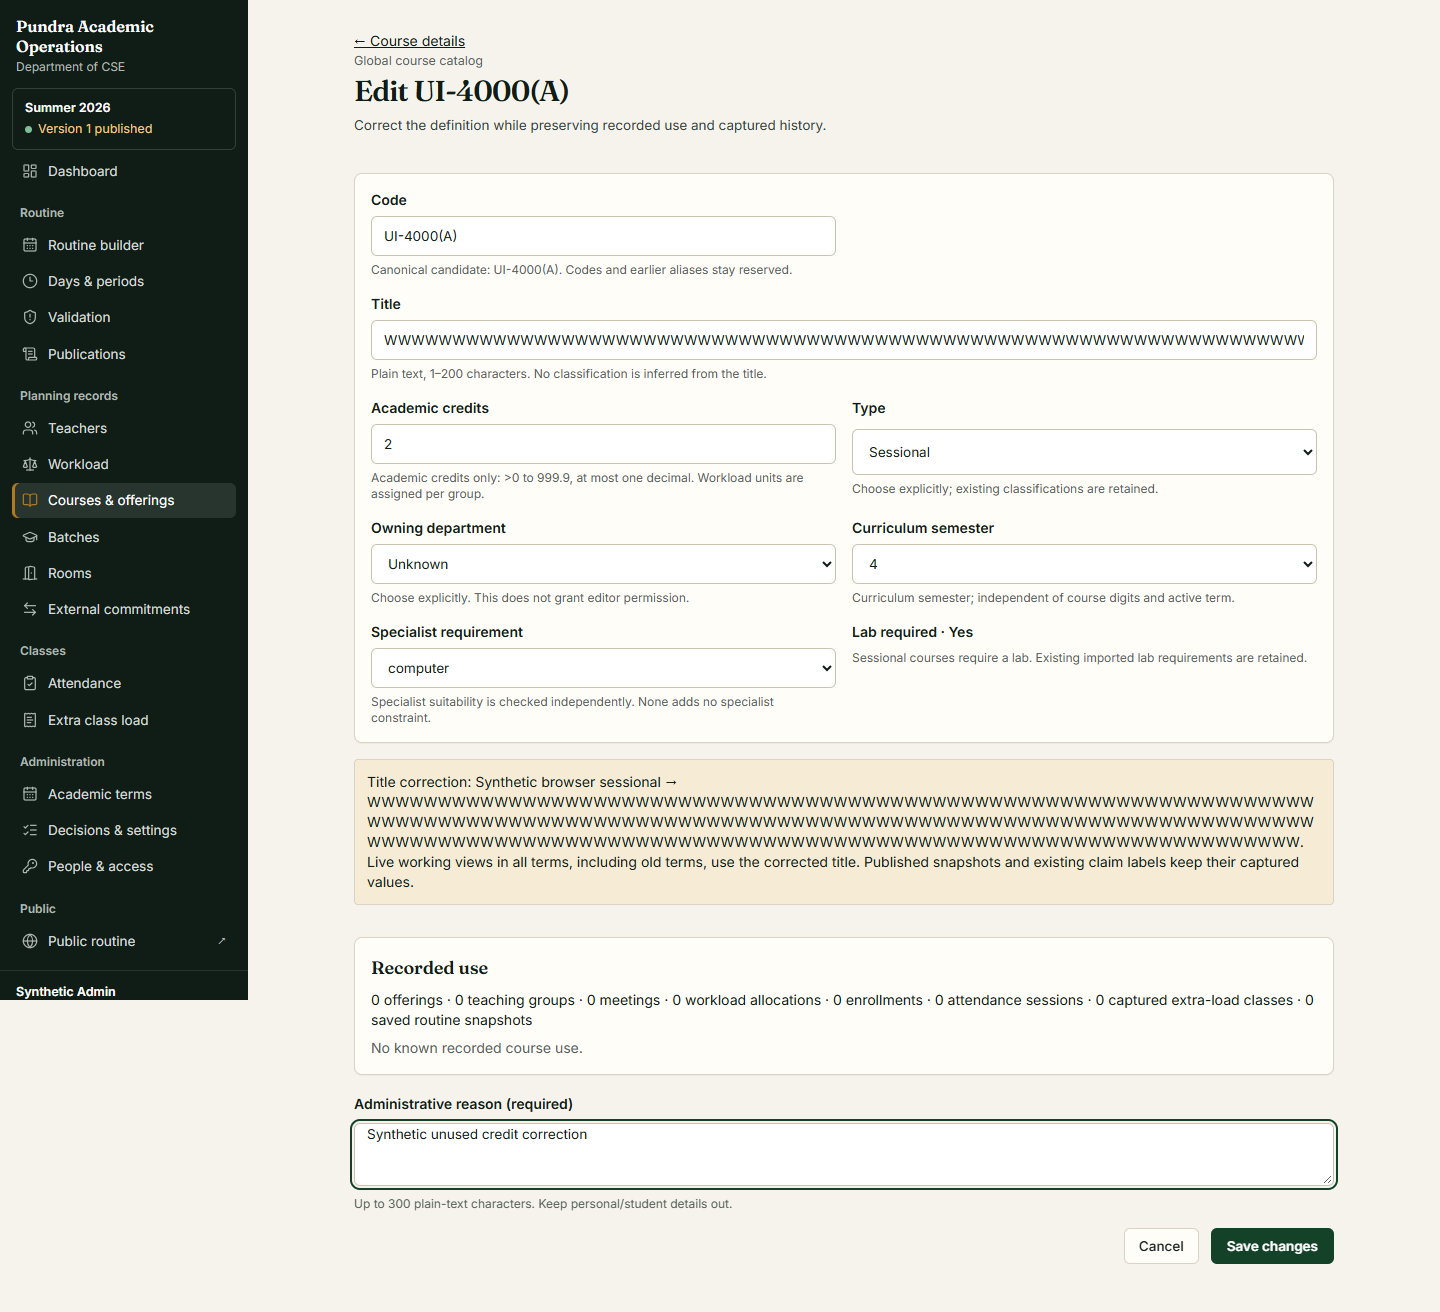 Pundra Academic
Operations
Department of CSE
Summer 2026
Version 1 published
Dashboard
Routine
Routine builder
Days & periods
Validation
Publications
Planning records
Teachers
Workload
Courses & offerings
Batches
Rooms
External commitments
Classes
Attendance
Extra class load
Administration
Academic terms
Decisions & settings
People & access
Public
Public routine ↗
Synthetic Admin
← Course details
Global course catalog
Edit UI-4000(A)
Correct the definition while preserving recorded use and captured history.
Code
UI-4000(A)
Canonical candidate: UI-4000(A). Codes and earlier aliases stay reserved.
Title
Plain text, 1–200 characters. No classification is inferred from the title.
Academic credits
2
Academic credits only: >0 to 999.9, at most one decimal. Workload units are
assigned per group.
Type
Sessional
Choose explicitly; existing classifications are retained.
Owning department
Unknown
Choose explicitly. This does not grant editor permission.
Curriculum semester
4
Curriculum semester; independent of course digits and active term.
Specialist requirement
computer
Specialist suitability is checked independently. None adds no specialist
constraint.
Lab required · Yes
Sessional courses require a lab. Existing imported lab requirements are retained.
Title correction: Synthetic browser sessional →
Live working views in all terms, including old terms, use the corrected title. Published snapshots and existing claim labels keep their captured
values.
Recorded use
0 offerings · 0 teaching groups · 0 meetings · 0 workload allocations · 0 enrollments · 0 attendance sessions · 0 captured extra-load classes · 0
saved routine snapshots
No known recorded course use.
Administrative reason (required)
Synthetic unused credit correction
Up to 300 plain-text characters. Keep personal/student details out.
Cancel
Save changes